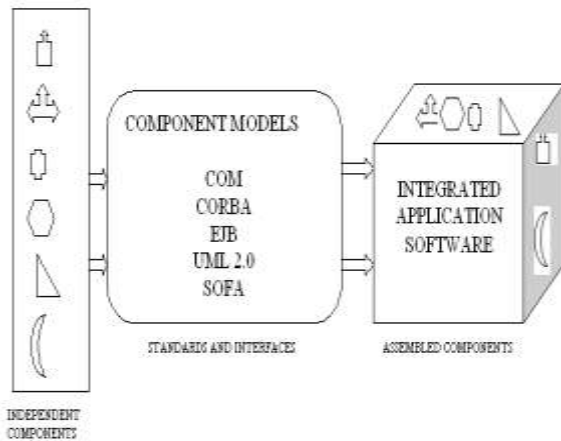 COMPONENT MODELS
COM
CORBA
EJB
UML 2.0
SOFA
INTEGRATED
APPLICATION
SOFTWARE
STANDARDS AND INTERFACES
ASSEMBLED COMPONENTS
INDEPENDENT
COMPONENTS